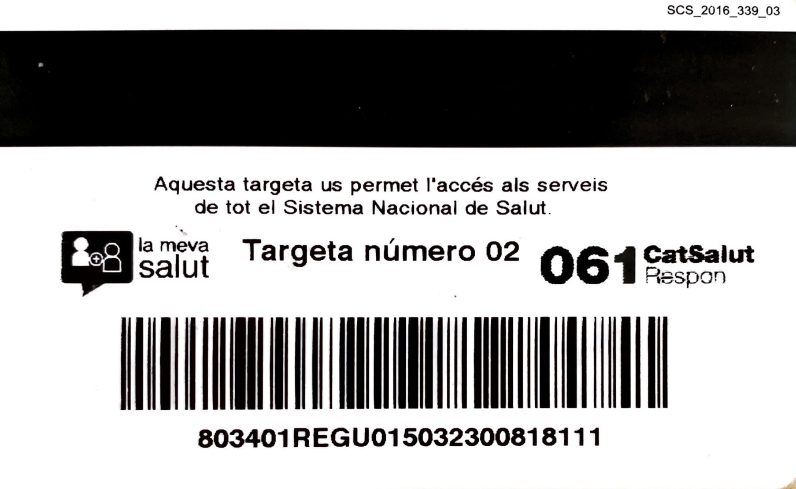 SCS_2016_339_03
Aquesta targeta us permet l'accés als serveis
de tot el Sistema Nacional de Salut.
la meva
salut
Targeta número 02
061
CatSalut
Respon
803401REGU015032300818111